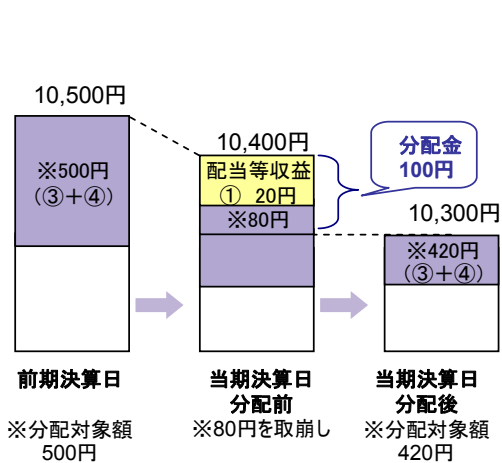 10,500円
※500円
(③+④)
前期決算日
※分配対象額
500円
10,400円
配当等収益
① 20円
※80円
当期決算日
分配前
※80円を取崩し
分配金
100円
10,300円
※420円
(③+④)
当期決算日
分配後
※分配対象額
420円